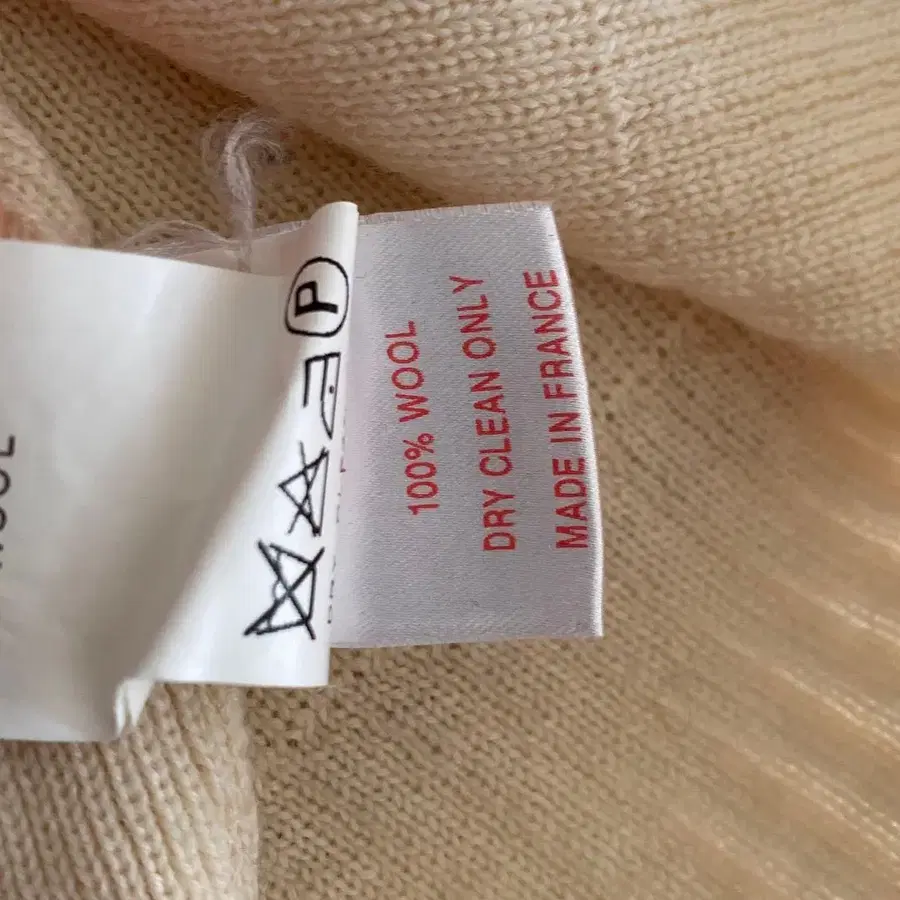 100% WOOL
DRY CLEAN ONLY
MADE IN FRANCE
P